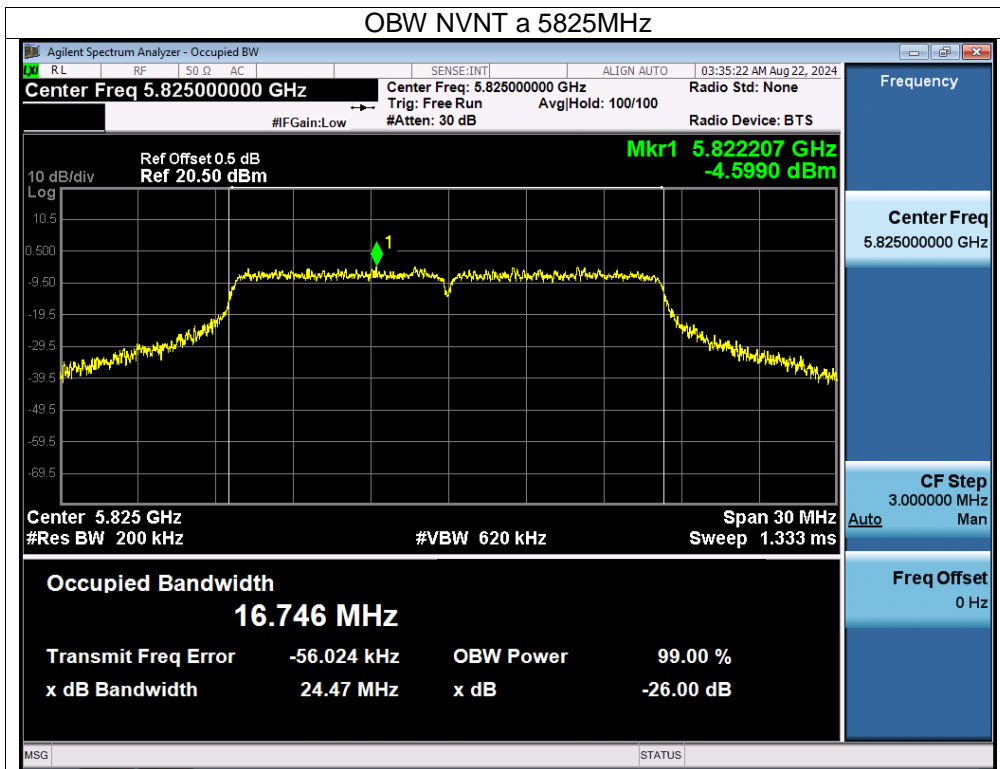 OBW NVNT a 5825MHz
Agilent Spectrum Analyzer - Occupied BW
LXI RL RF 50 Ω AC SENSE:INT ALIGN AUTO 03:35:22 AM Aug 22, 2024
Center Freq 5.825000000 GHz
Center Freq: 5.825000000 GHz
Radio Std: None
Trig: Free Run Avg|Hold: 100/100
#IFGain:Low #Atten: 30 dB Radio Device: BTS
Frequency
Mkr1 5.822207 GHz
-4.5990 dBm
Ref Offset 0.5 dB
10 dB/div Ref 20.50 dBm
Log
10.5
0.500
-9.50
-19.5
-29.5
-39.5
-49.5
-59.5
-69.5
1
Center Freq
5.825000000 GHz
CF Step
3.000000 MHz
Auto Man
Freq Offset
0 Hz
Center 5.825 GHz Span 30 MHz
#Res BW 200 kHz #VBW 620 kHz Sweep 1.333 ms
Occupied Bandwidth
16.746 MHz
Transmit Freq Error -56.024 kHz OBW Power 99.00 %
x dB Bandwidth 24.47 MHz x dB -26.00 dB
MSG STATUS